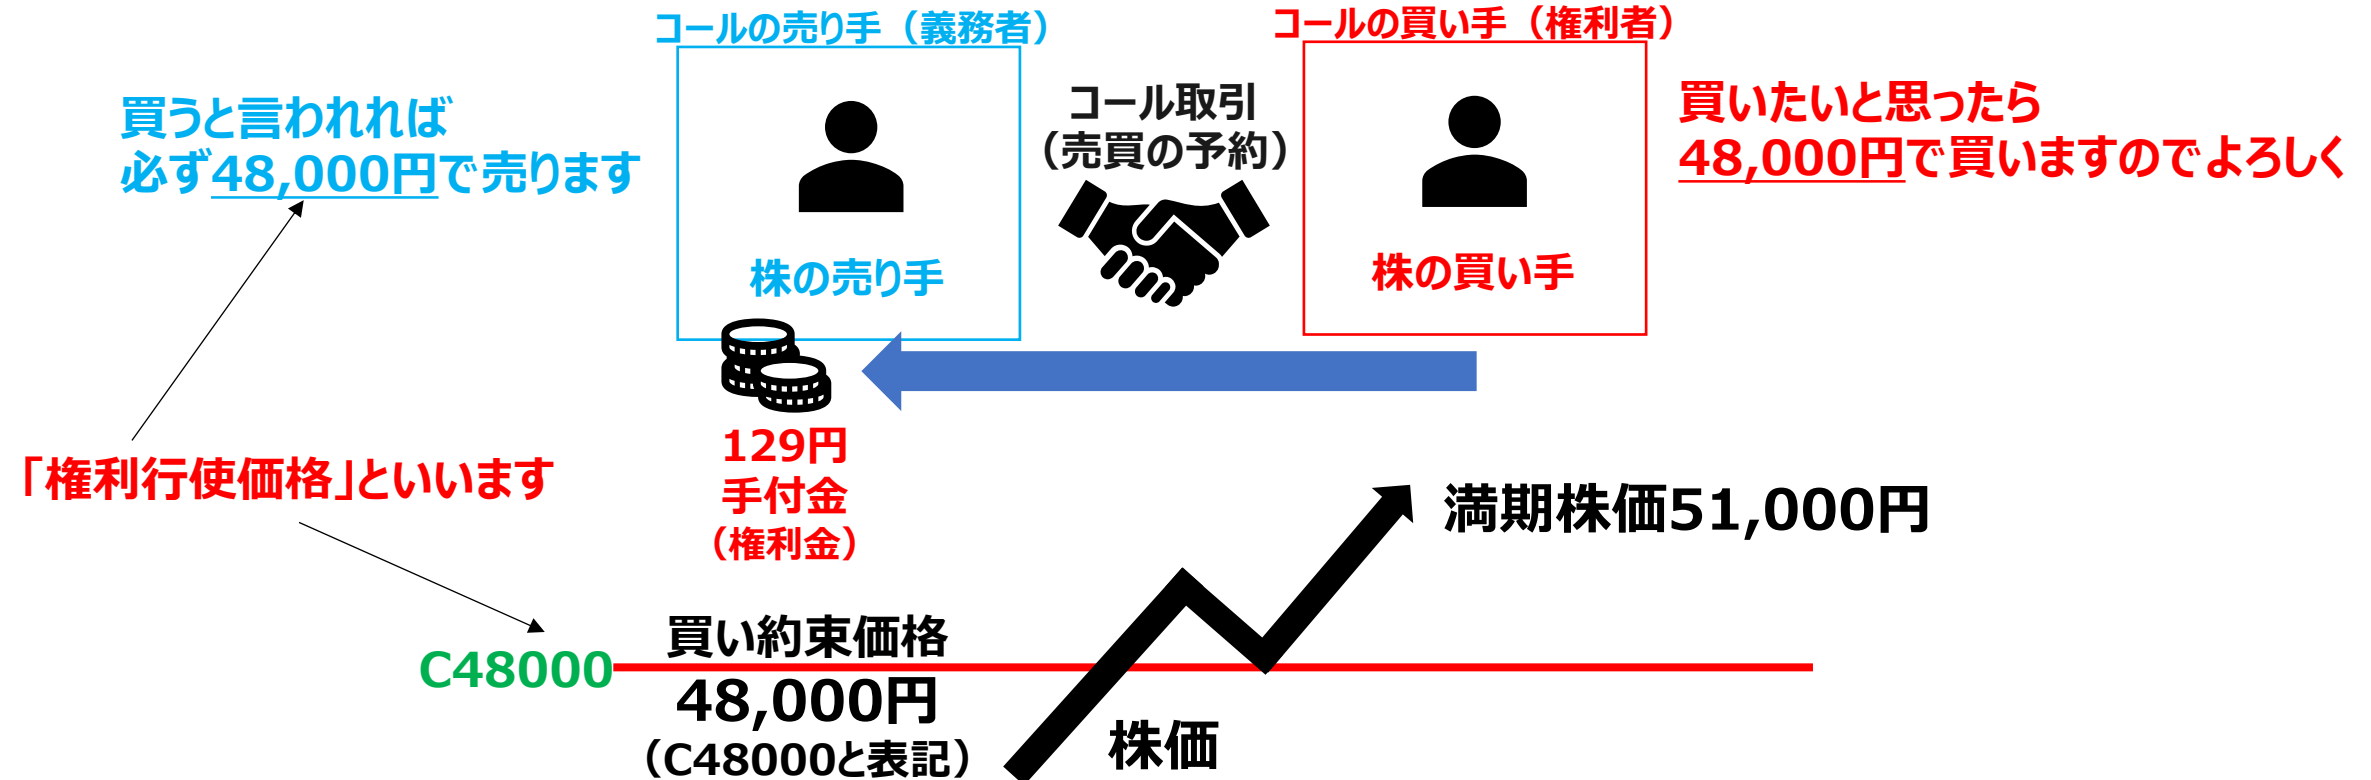 コールの売り手（義務者）
コールの買い手（権利者）
買うと言われれば
必ず48,000円で売ります
コール取引
（売買の予約）
買いたいと思ったら
48,000円で買いますのでよろしく
株の売り手
株の買い手
129円
手付金
（権利金）
「権利行使価格」といいます
満期株価51,000円
C48000
買い約束価格
48,000円
（C48000と表記）
株価